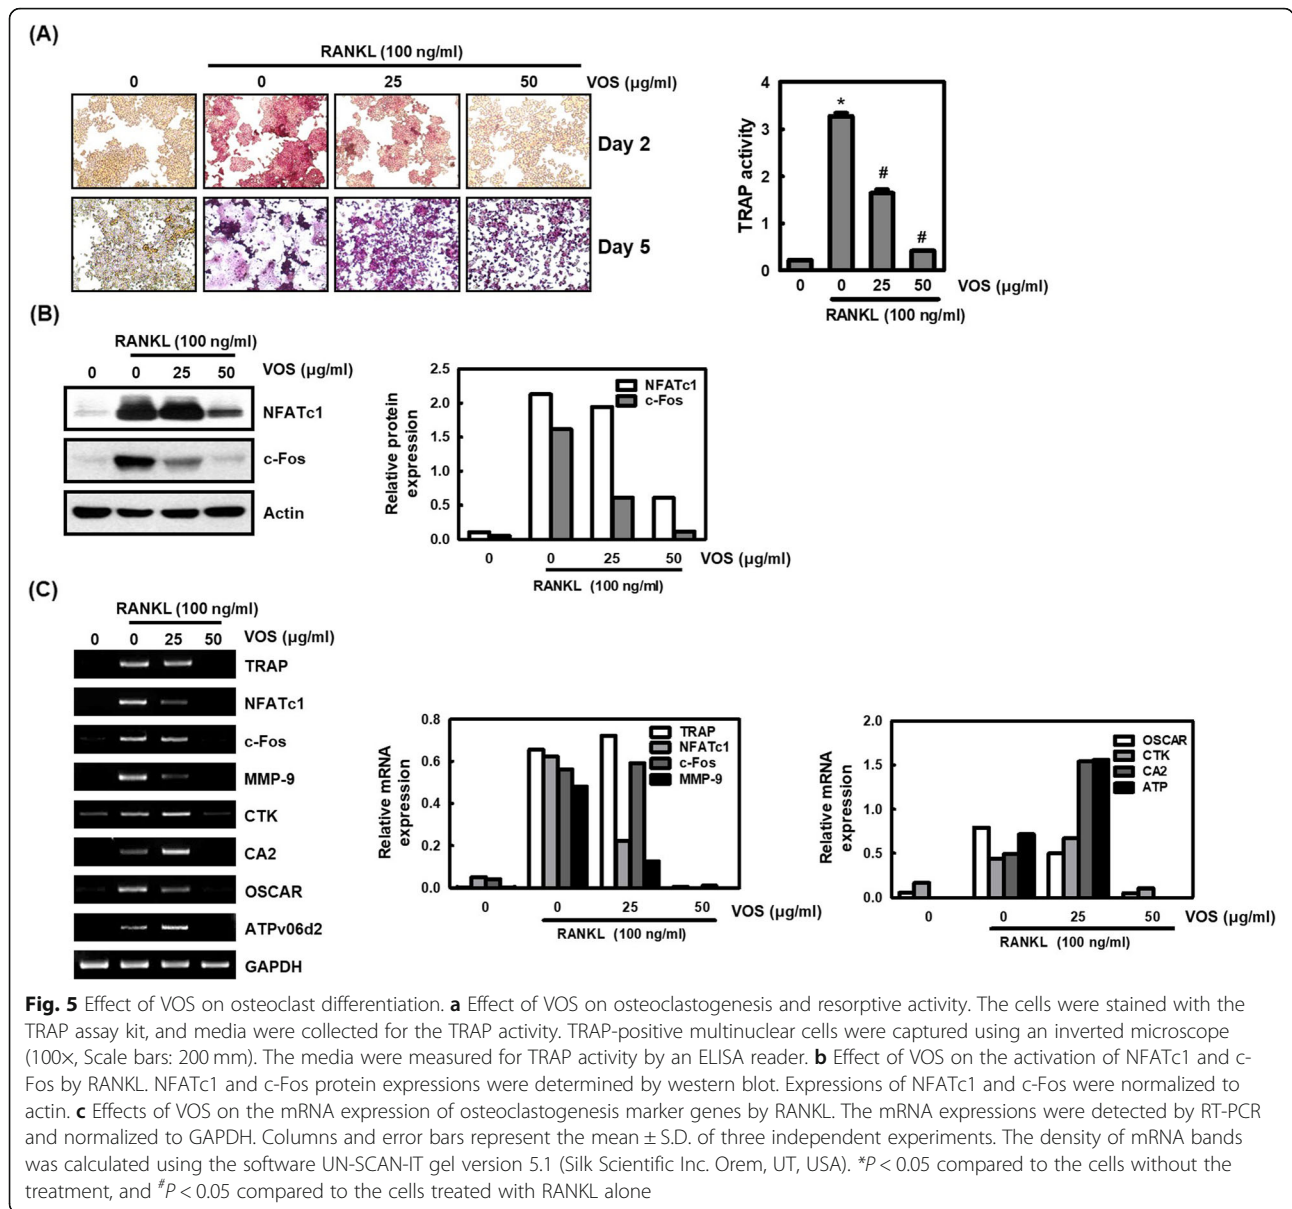 (A)
RANKL (100 ng/ml)
0 0 25 50 VOS (µg/ml)
Day 2
Day 5
TRAP activity
4
3
2
1
0
*
#
#
0 0 25 50 VOS (µg/ml)
RANKL (100 ng/ml)
(B)
RANKL (100 ng/ml)
0 0 25 50 VOS (µg/ml)
NFATc1
c-Fos
Actin
Relative protein
expression
2.5
2.0
1.5
1.0
0.5
0.0
NFATc1
c-Fos
0 0 25 50 VOS (µg/ml)
RANKL (100 ng/ml)
(C)
RANKL (100 ng/ml)
0 0 25 50 VOS (µg/ml)
TRAP
NFATc1
c-Fos
MMP-9
CTK
CA2
OSCAR
ATPv06d2
GAPDH
Relative mRNA
expression
0.8
0.6
0.4
0.2
0.0
TRAP
NFATc1
c-Fos
MMP-9
0 0 25 50 VOS (µg/ml)
RANKL (100 ng/ml)
Relative mRNA
expression
2.0
1.5
1.0
0.5
0.0
OSCAR
CTK
CA2
ATP
0 0 25 50 VOS (µg/ml)
RANKL (100 ng/ml)
Fig. 5 Effect of VOS on osteoclast differentiation. a Effect of VOS on osteoclastogenesis and resorptive activity. The cells were stained with the
TRAP assay kit, and media were collected for the TRAP activity. TRAP-positive multinuclear cells were captured using an inverted microscope
(100×, Scale bars: 200 mm). The media were measured for TRAP activity by an ELISA reader. b Effect of VOS on the activation of NFATc1 and c-
Fos by RANKL. NFATc1 and c-Fos protein expressions were determined by western blot. Expressions of NFATc1 and c-Fos were normalized to
actin. c Effects of VOS on the mRNA expression of osteoclastogenesis marker genes by RANKL. The mRNA expressions were detected by RT-PCR
and normalized to GAPDH. Columns and error bars represent the mean ± S.D. of three independent experiments. The density of mRNA bands
was calculated using the software UN-SCAN-IT gel version 5.1 (Silk Scientific Inc. Orem, UT, USA). *P < 0.05 compared to the cells without the
treatment, and #P < 0.05 compared to the cells treated with RANKL alone